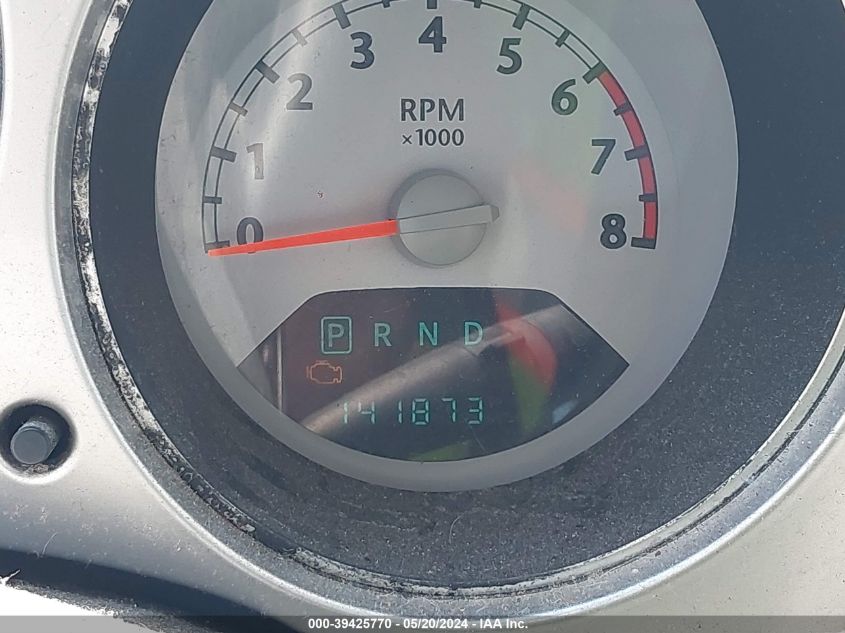 0 1 2 3 4 5 6 7 8
RPM
×1000
P R N D
141873
000-39425770 - 05/20/2024 - IAA Inc.